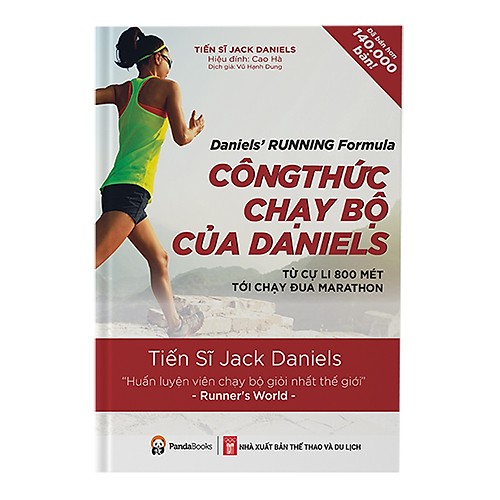 TIẾN SĨ JACK DANIELS
Hiệu đính: Cao Hà
Dịch giả: Vũ Hạnh Dung
Đã bán hơn
140.000
bản!
Daniels' RUNNING Formula
CÔNGTHỨC
CHẠY BỘ
CỦA DANIELS
TỪ CỰ LI 800 MÉT
TỚI CHẠY ĐUA MARATHON
Tiến Sĩ Jack Daniels
“Huấn luyện viên chạy bộ giỏi nhất thế giới”
- Runner's World -
PandaBooks
NHÀ XUẤT BẢN THỂ THAO VÀ DU LỊCH